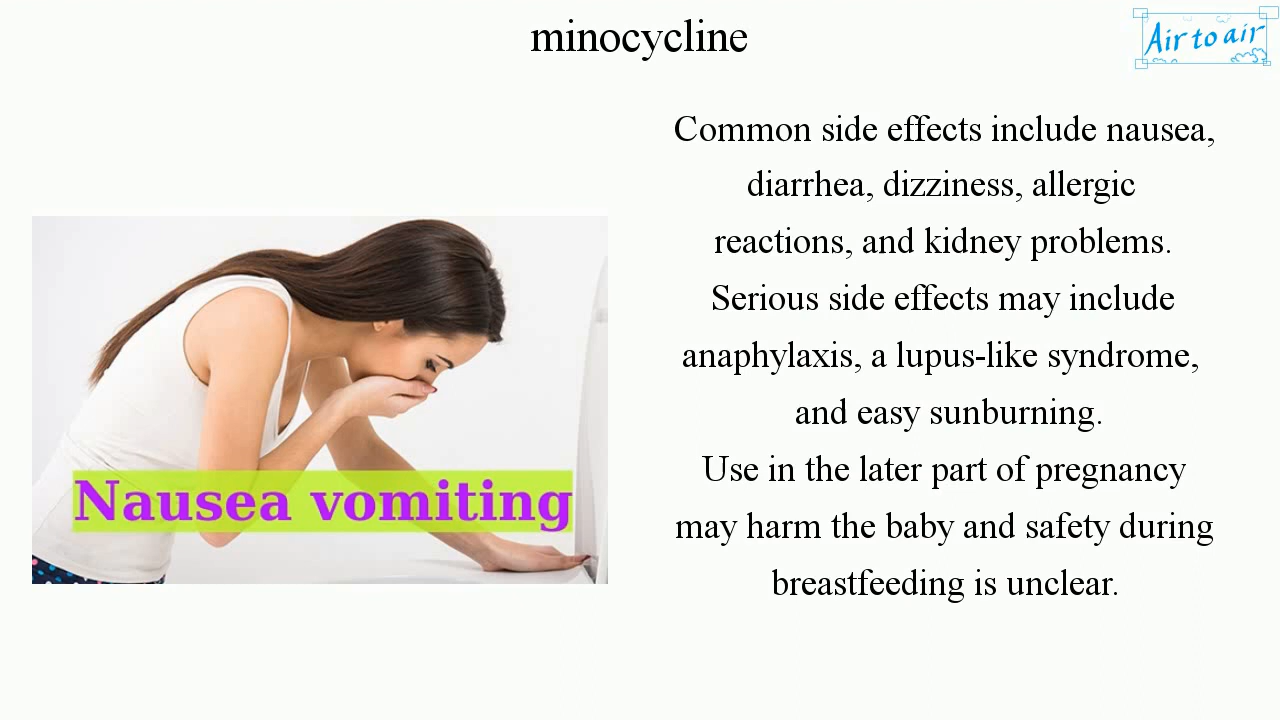 minocycline
Air to air
Common side effects include nausea,
diarrhea, dizziness, allergic
reactions, and kidney problems.
Serious side effects may include
anaphylaxis, a lupus-like syndrome,
and easy sunburning.
Use in the later part of pregnancy
may harm the baby and safety during
breastfeeding is unclear.
Nausea vomiting